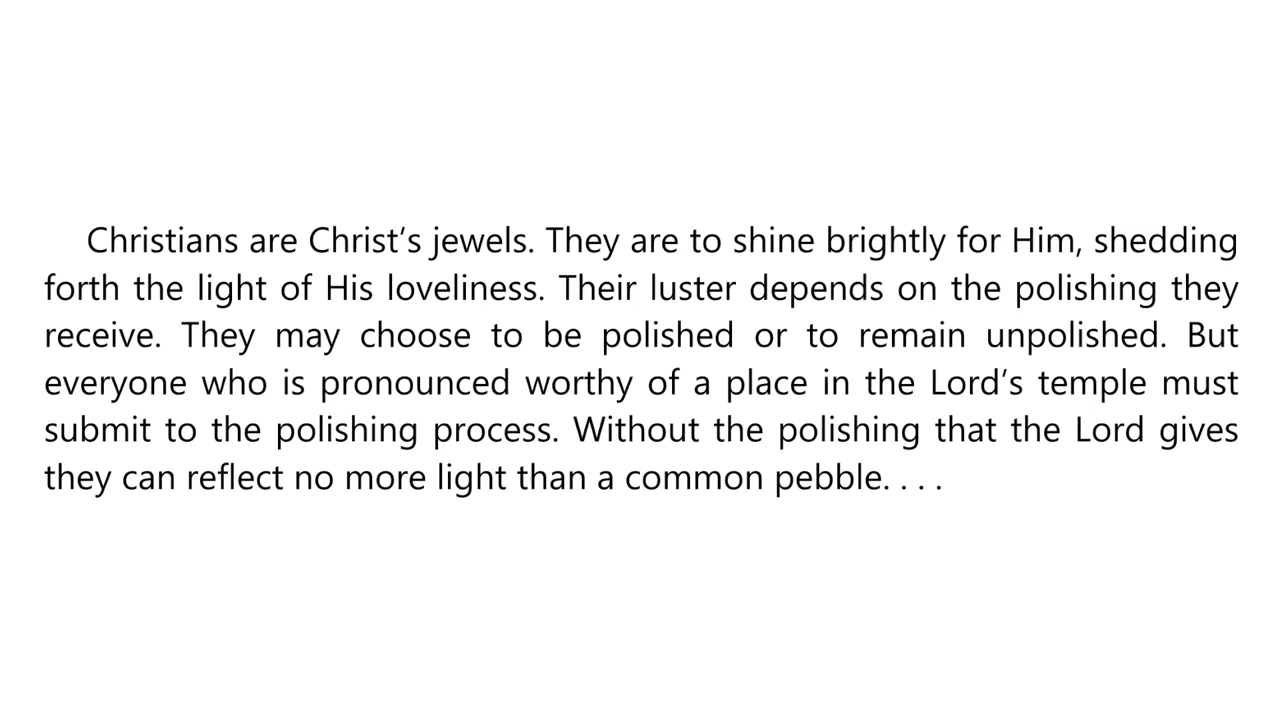 Christians are Christ’s jewels. They are to shine brightly for Him, shedding
forth the light of His loveliness. Their luster depends on the polishing they
receive. They may choose to be polished or to remain unpolished. But
everyone who is pronounced worthy of a place in the Lord’s temple must
submit to the polishing process. Without the polishing that the Lord gives
they can reflect no more light than a common pebble. . . .